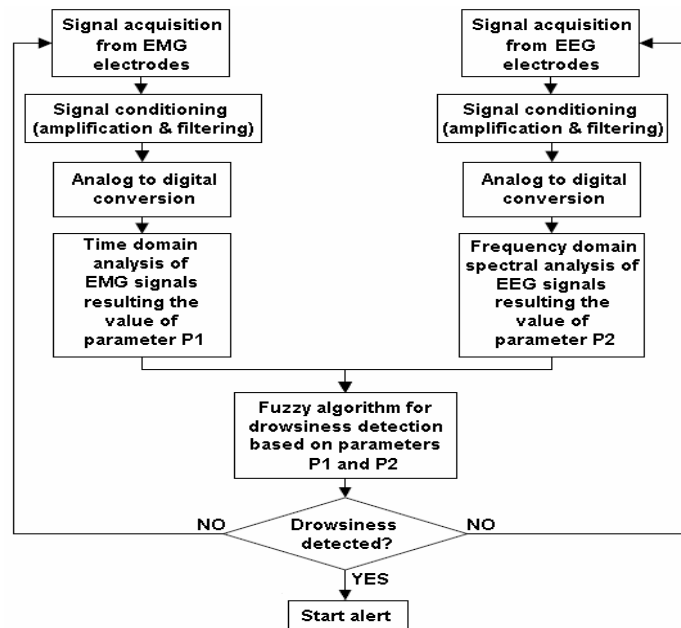 Signal acquisition
from EMG
electrodes
Signal conditioning
(amplification & filtering)
Analog to digital
conversion
Time domain
analysis of
EMG signals
resulting the
value of
parameter P1
Signal acquisition
from EEG
electrodes
Signal conditioning
(amplification & filtering)
Analog to digital
conversion
Frequency domain
spectral analysis of
EEG signals
resulting the
value of
parameter P2
Fuzzy algorithm for
drowsiness detection
based on parameters
P1 and P2
NO
Drowsiness
detected?
NO
YES
Start alert